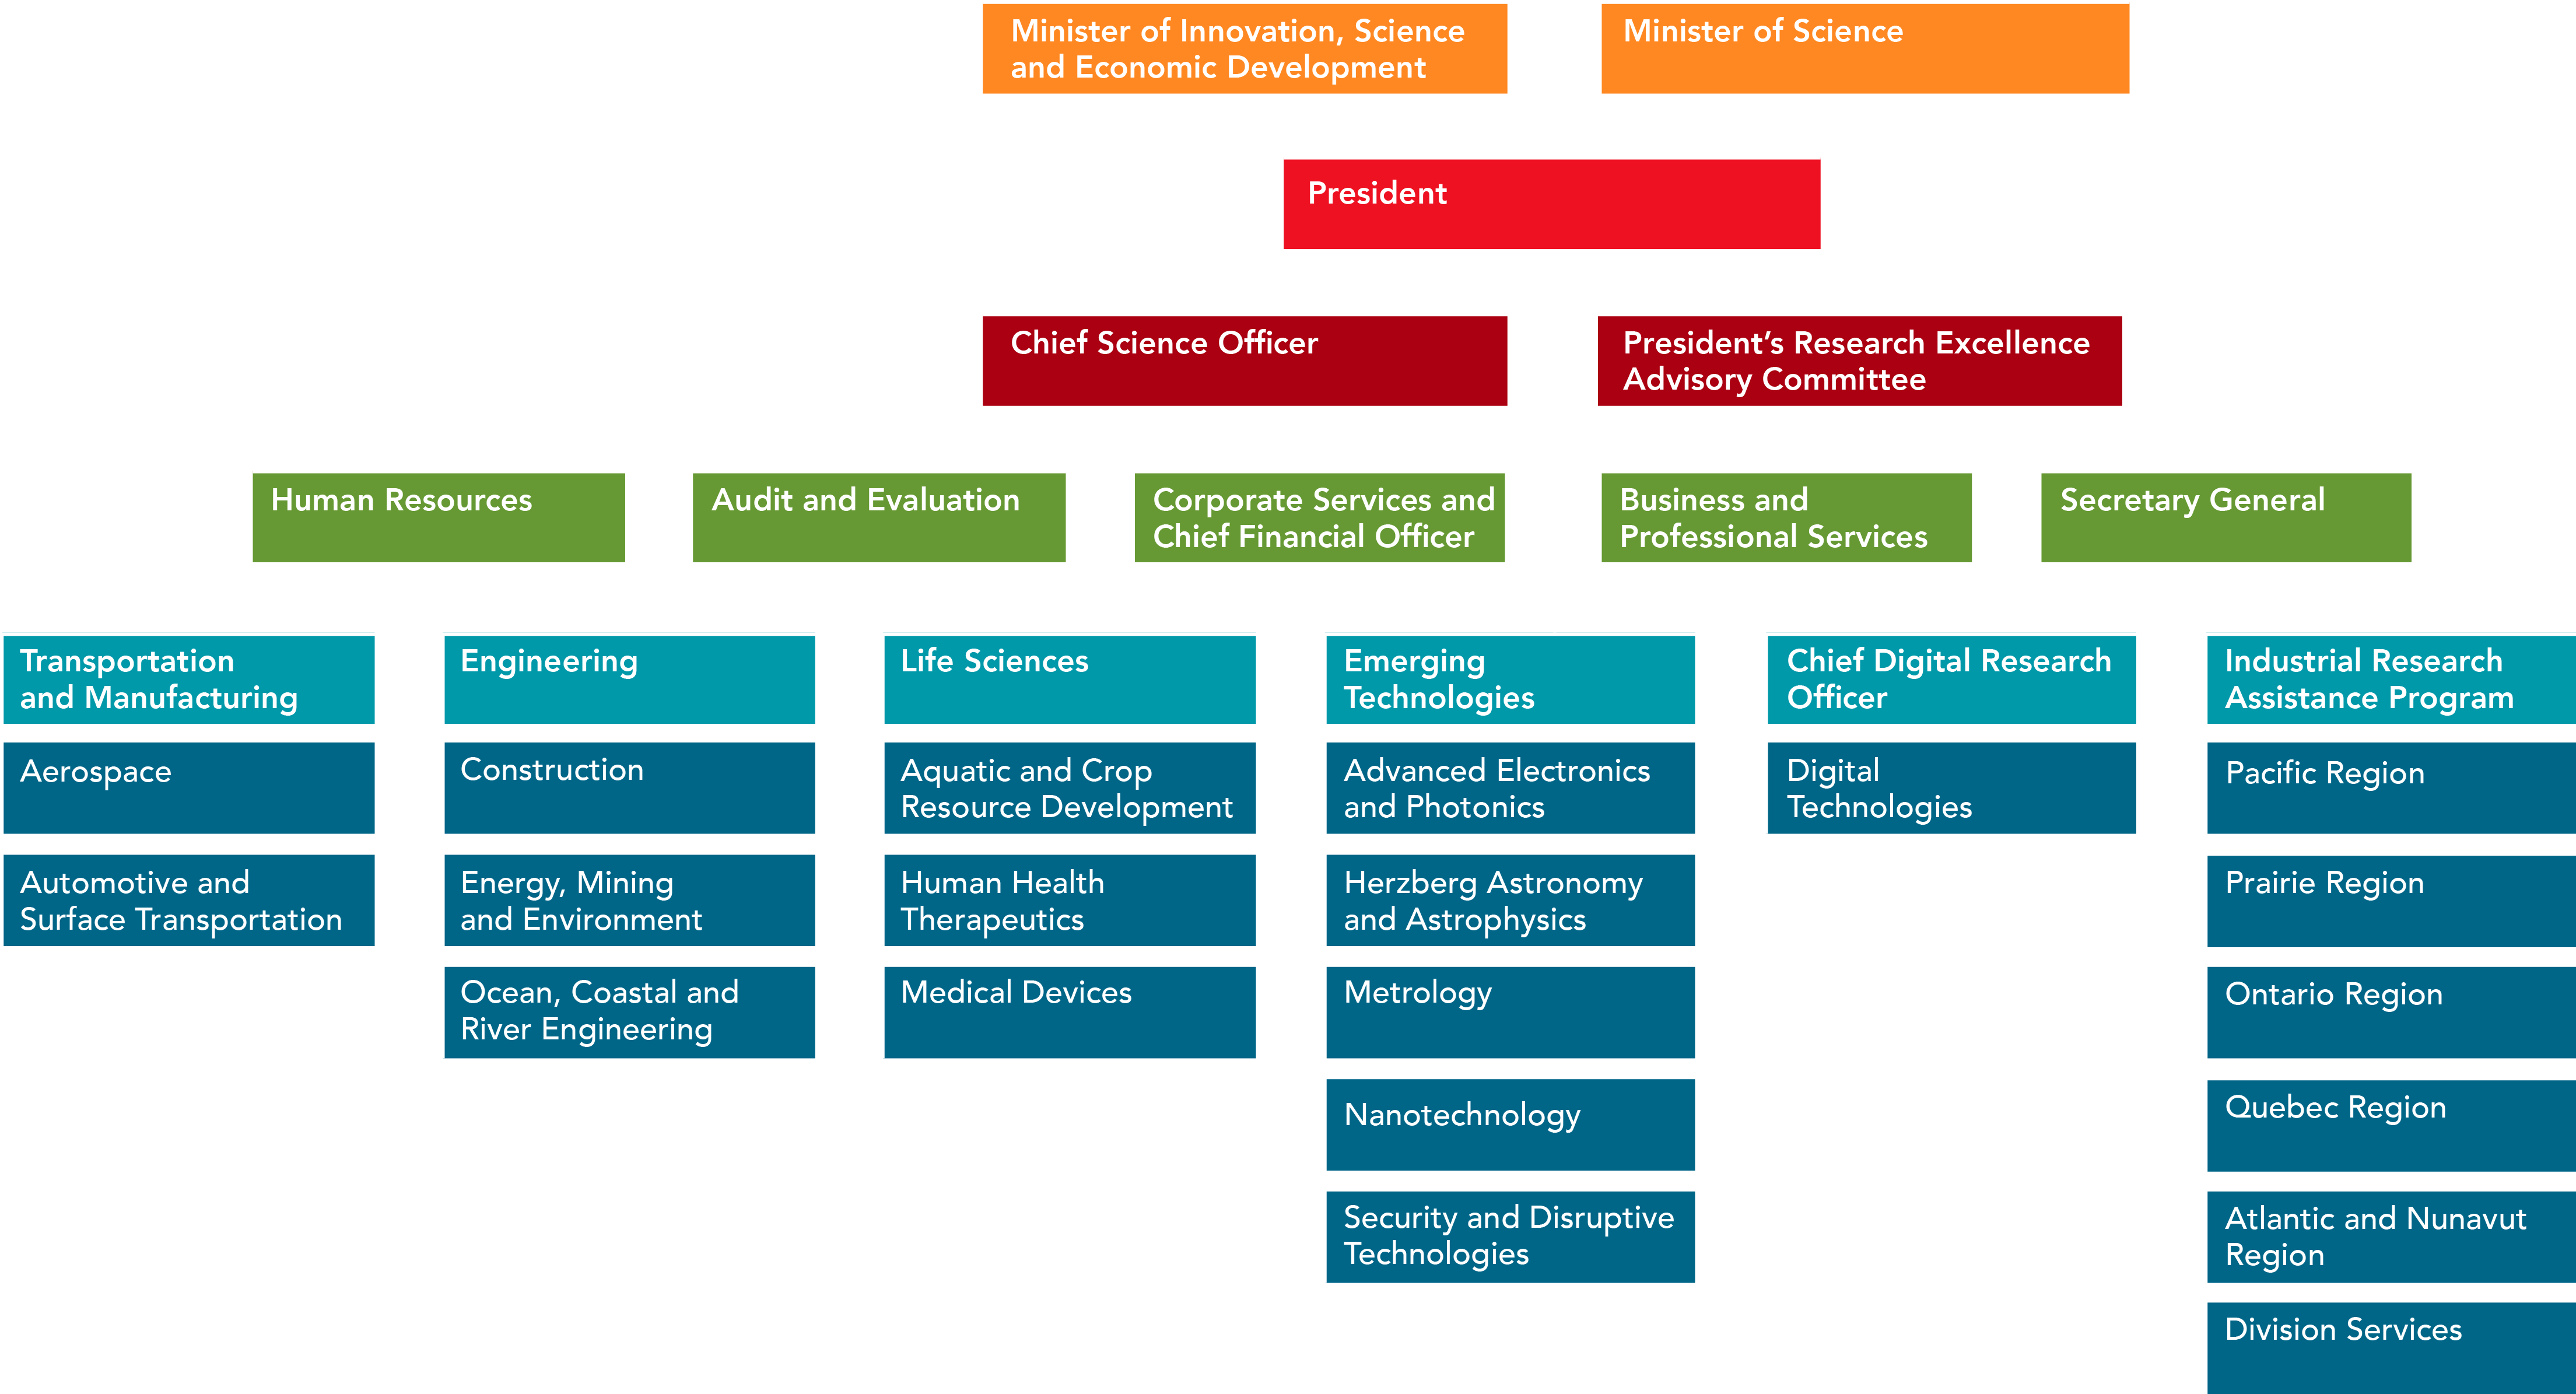 Minister of Innovation, Science
and Economic Development
Minister of Science
President
Chief Science Officer
President’s Research Excellence
Advisory Committee
Human Resources
Audit and Evaluation
Corporate Services and
Chief Financial Officer
Business and
Professional Services
Secretary General
Transportation
and Manufacturing
Aerospace
Automotive and
Surface Transportation
Engineering
Construction
Energy, Mining
and Environment
Ocean, Coastal and
River Engineering
Life Sciences
Aquatic and Crop
Resource Development
Human Health
Therapeutics
Medical Devices
Emerging
Technologies
Advanced Electronics
and Photonics
Herzberg Astronomy
and Astrophysics
Metrology
Nanotechnology
Security and Disruptive
Technologies
Chief Digital Research
Officer
Digital
Technologies
Industrial Research
Assistance Program
Pacific Region
Prairie Region
Ontario Region
Quebec Region
Atlantic and Nunavut
Region
Division Services